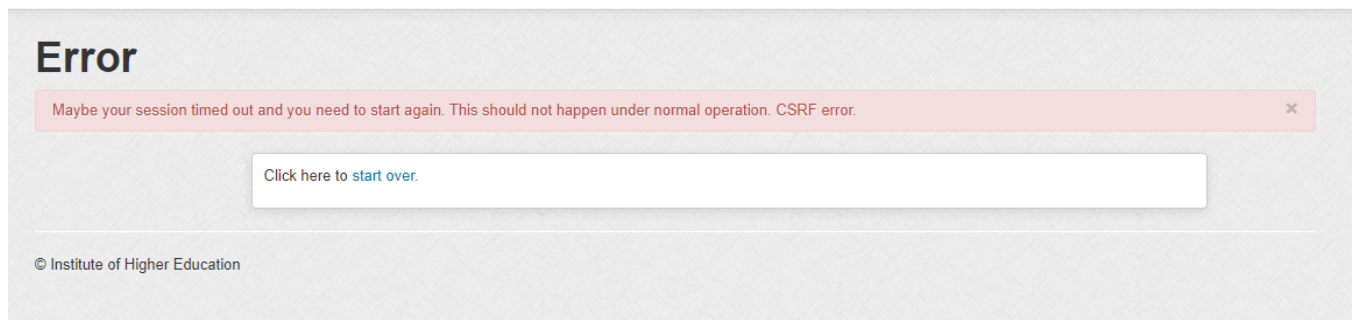 Error
Maybe your session timed out and you need to start again. This should not happen under normal operation. CSRF error.
×
Click here to start over.
© Institute of Higher Education